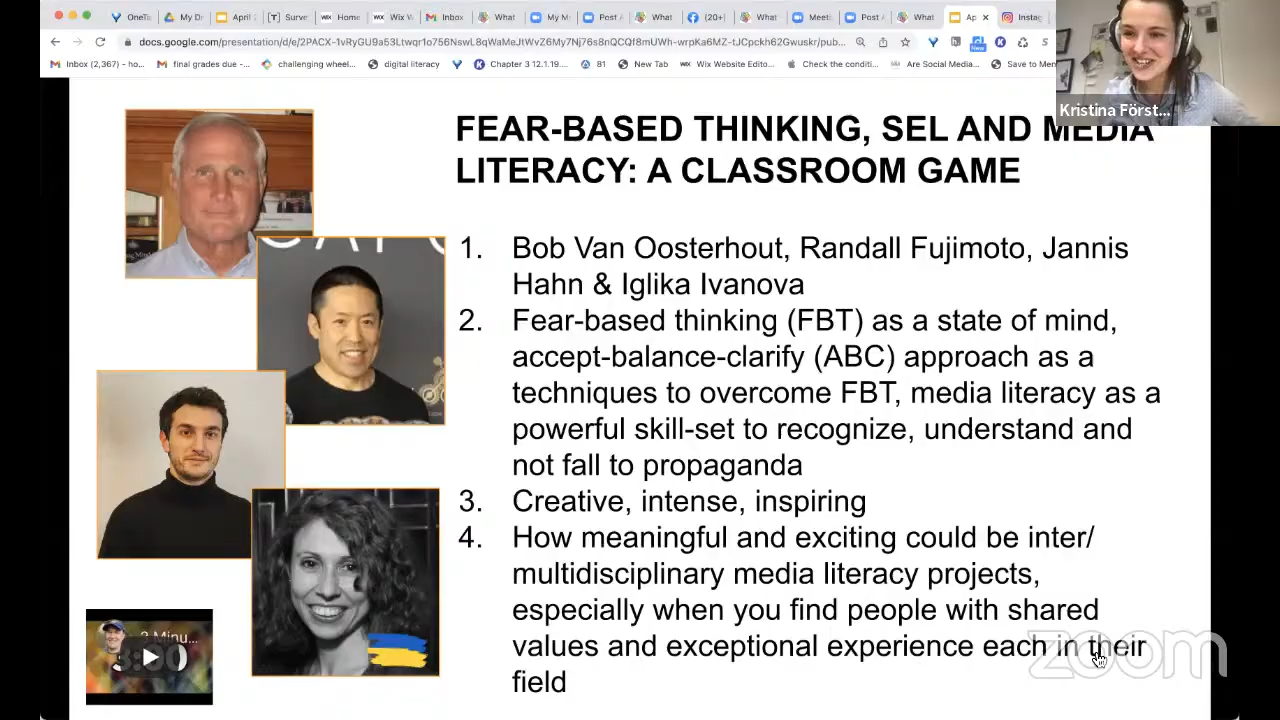 OneTa
My Dr
April 2
Surve
Home
Wix W
Inbox
What
My M
Post A
What
(20+)
What
Meeti
Post A
What
Ap
Instag
docs.google.com/presentation/d/e/2PACX-1vRyGU9a53Ltwqr1o756NswL8qWaMeJtWvZ6My7Nj76s8nQCQf8mUWh-wrpKa6MZ-tJCpckh62Gwuskr/pub...
Inbox (2,367) - ho...
final grades due -...
challenging wheel...
digital literacy
Chapter 3 12.1.19....
81
New Tab
Wix Website Edito...
Check the conditi...
Are Social Media...
Save to Men
Kristina Först...
FEAR-BASED THINKING, SEL AND MEDIA
LITERACY: A CLASSROOM GAME
1. Bob Van Oosterhout, Randall Fujimoto, Jannis
Hahn & Iglika Ivanova
2. Fear-based thinking (FBT) as a state of mind,
accept-balance-clarify (ABC) approach as a
techniques to overcome FBT, media literacy as a
powerful skill-set to recognize, understand and
not fall to propaganda
3. Creative, intense, inspiring
4. How meaningful and exciting could be inter/
multidisciplinary media literacy projects,
especially when you find people with shared
values and exceptional experience each in their
field
3 Minu...
3:00
zoom